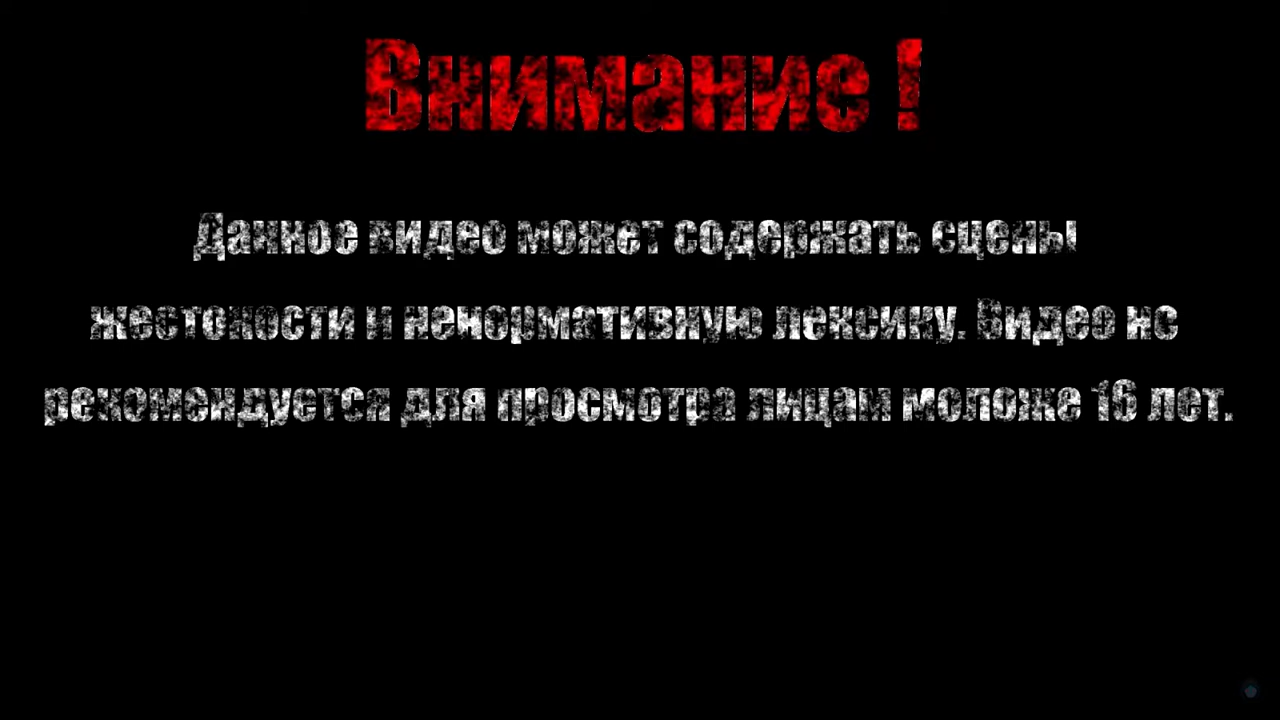 Внимание !
Данное видео может содержать сцены
жестокости и ненормативную лексику. Видео не
рекомендуется для просмотра лицам моложе 16 лет.